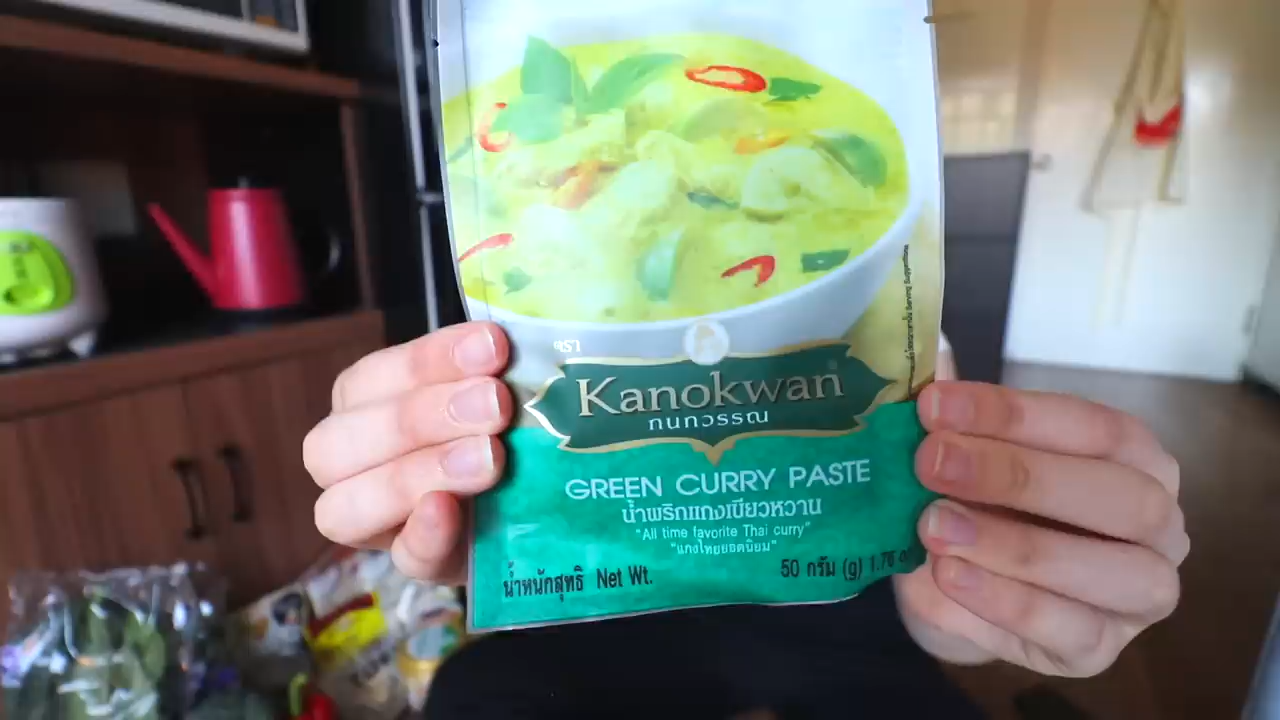 ตรา
Kanokwan
กนกวรรณ
GREEN CURRY PASTE
น้ำพริกแกงเขียวหวาน
"All time favorite Thai curry"
"แกงไทยยอดนิยม"
น้ำหนักสุทธิ Net Wt. 50 กรัม (g) 1.76